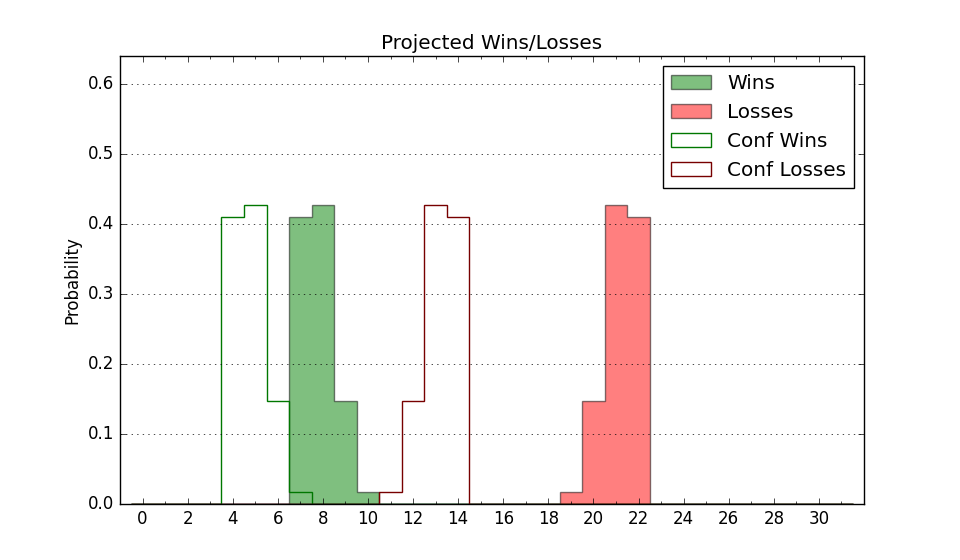 Projected Wins/Losses
Wins
Losses
Conf Wins
Conf Losses
Probability
0.6
0.5
0.4
0.3
0.2
0.1
0.0
0 2 4 6 8 10 12 14 16 18 20 22 24 26 28 30